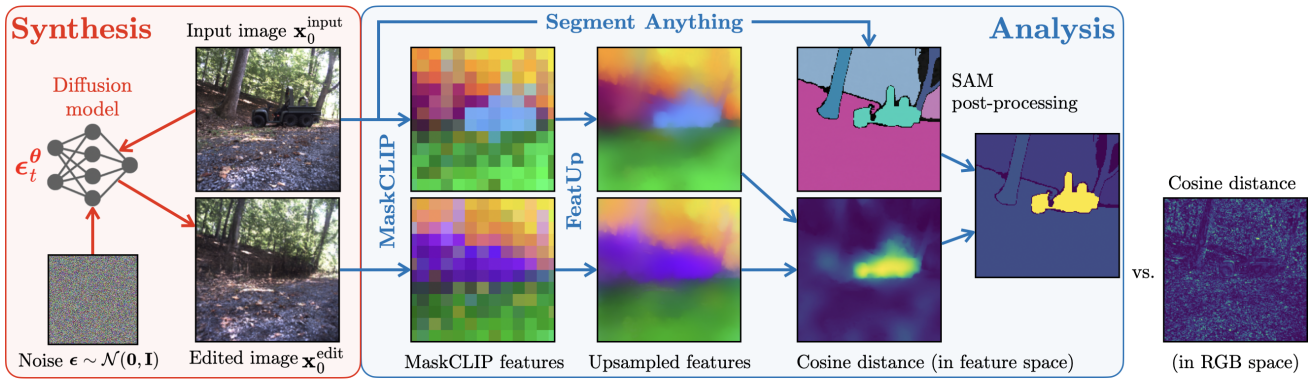 Synthesis
Input image x₀^input
Diffusion
model
ϵₜ^θ
Noise ϵ ∼ 𝒩(0, I)
Edited image x₀^edit
Segment Anything
Analysis
MaskCLIP
FeatUp
SAM
post-processing
MaskCLIP features
Upsampled features
Cosine distance (in feature space)
vs.
Cosine distance
(in RGB space)